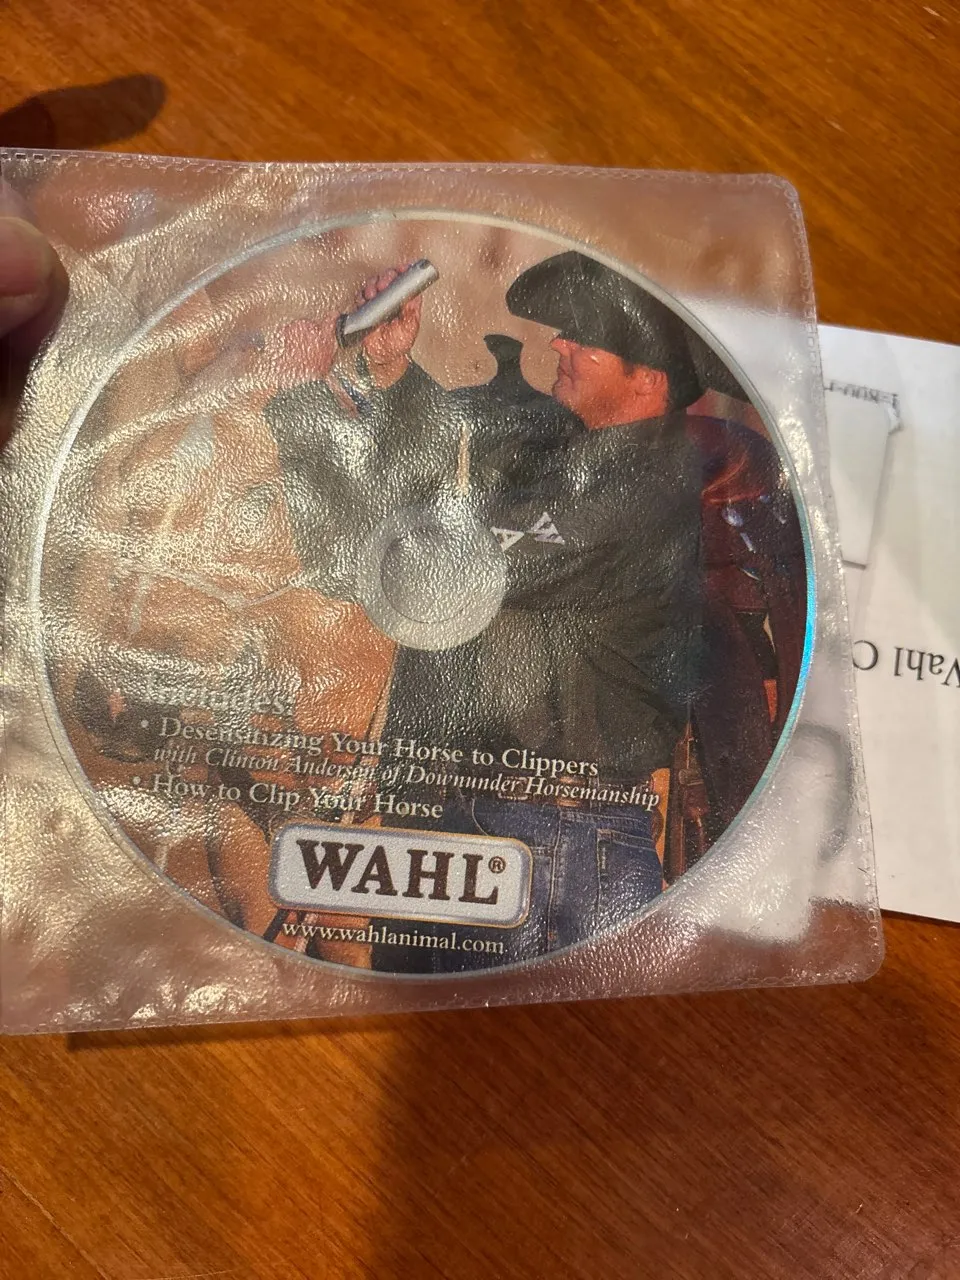 Includes:
• Desensitizing Your Horse to Clippers
with Clinton Anderson of Downunder Horsemanship
• How to Clip Your Horse
WAHL®
www.wahlanimal.com
Wahl C